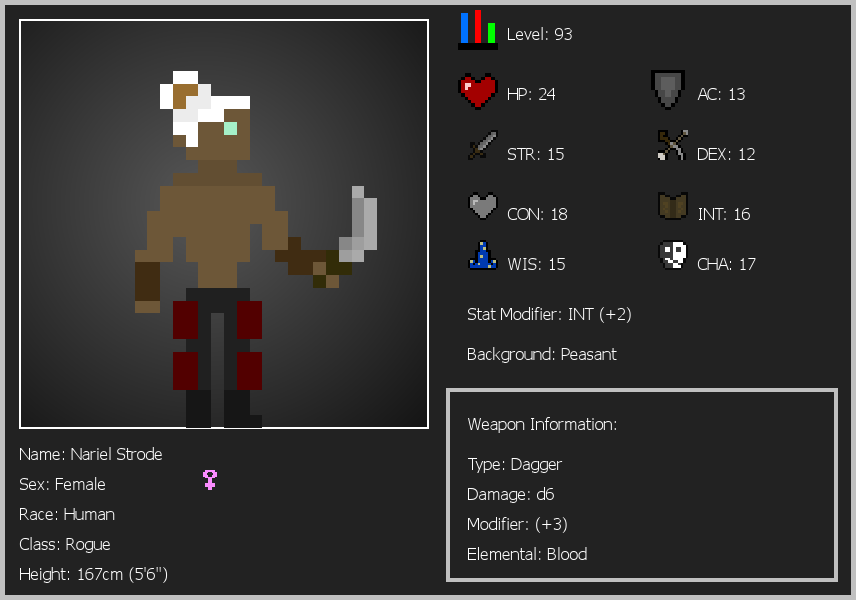 Level: 93
HP: 24
AC: 13
STR: 15
DEX: 12
CON: 18
INT: 16
WIS: 15
CHA: 17
Stat Modifier: INT (+2)
Background: Peasant
Weapon Information:
Type: Dagger
Damage: d6
Modifier: (+3)
Elemental: Blood
Name: Nariel Strode
Sex: Female
Race: Human
Class: Rogue
Height: 167cm (5'6")